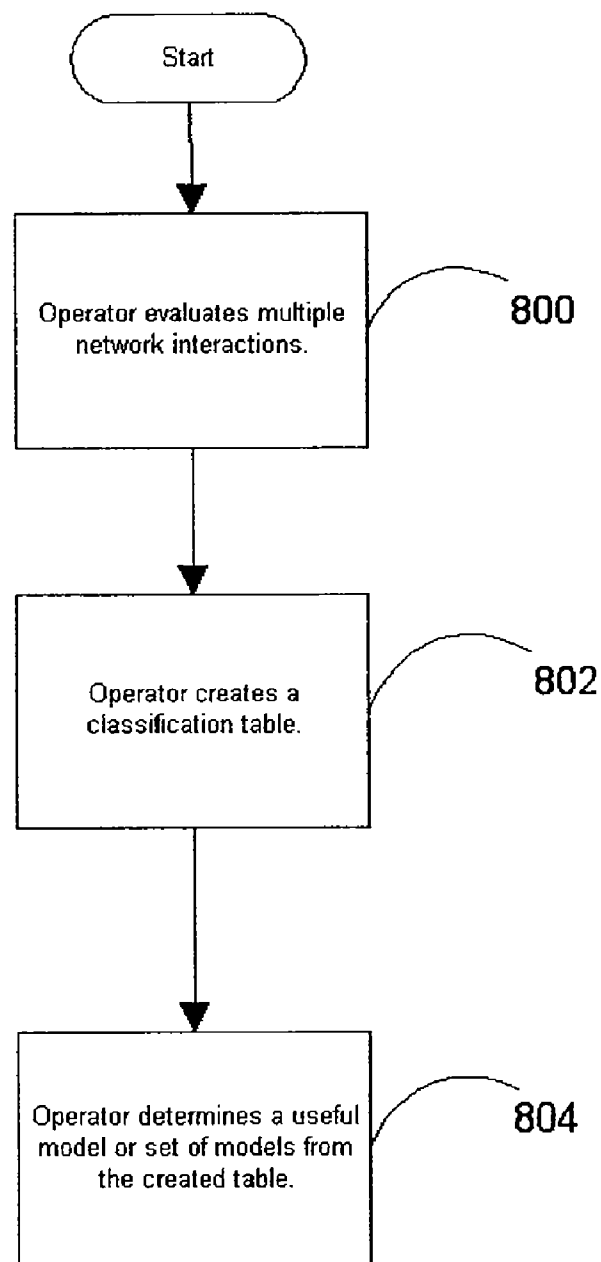 Start
Operator evaluates multiple
network interactions.
800
Operator creates a
classification table.
802
Operator determines a useful
model or set of models from
the created table.
804